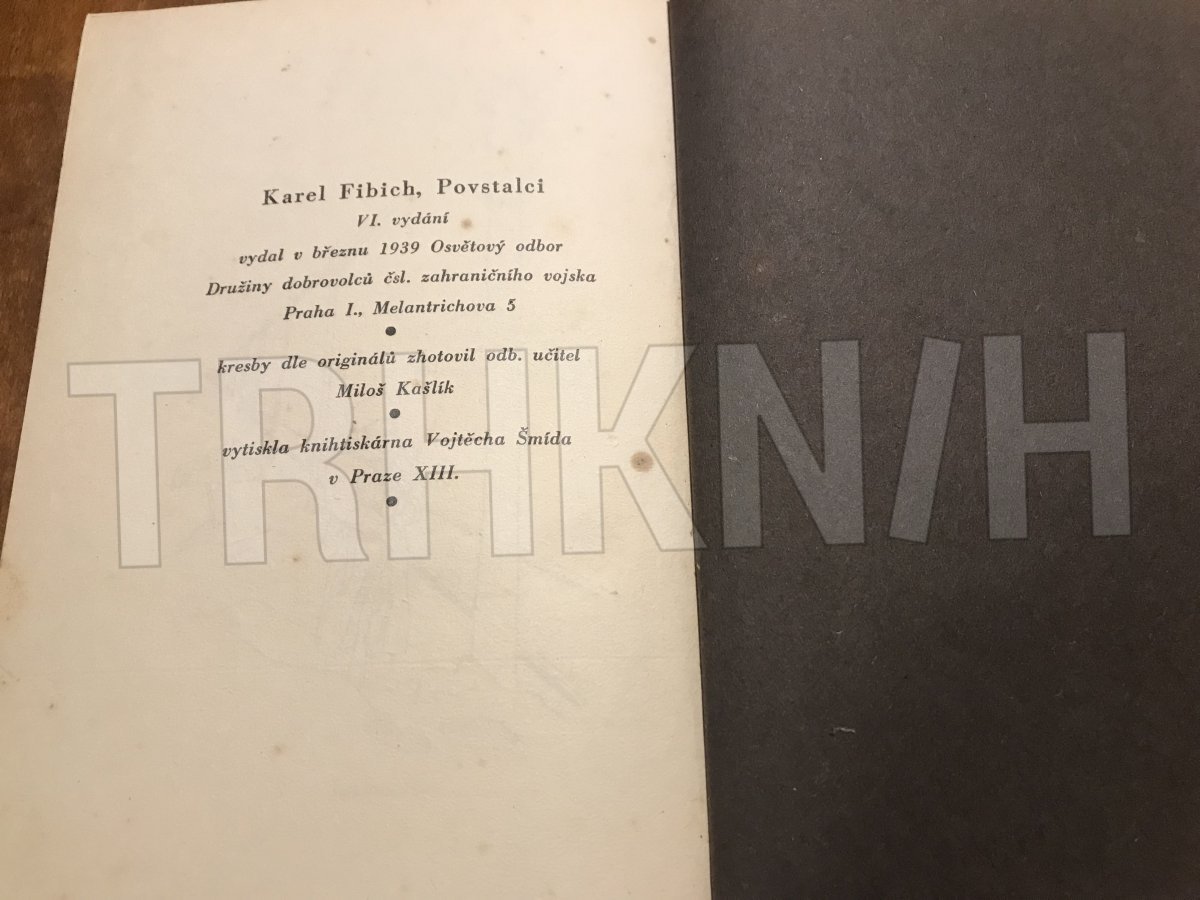 Karel Fibich, Povstalci
VI. vydání
vydal v březnu 1939 Osvětový odbor
Družiny dobrovolců čsl. zahraničního vojska
Praha I., Melantrichova 5
kresby dle originálů zhotovil odb. učitel
Miloš Kašlík
vytiskla knihtiskárna Vojtěcha Šmída
v Praze XIII.
TRHKNIH